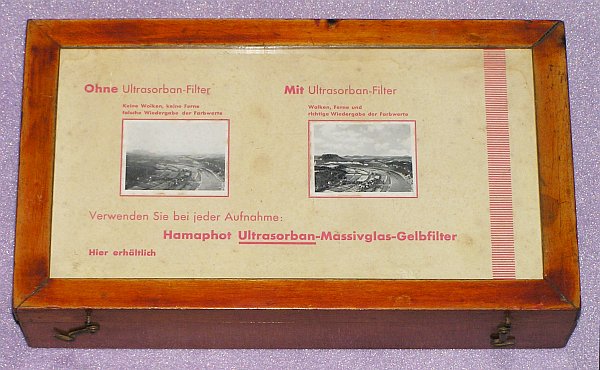 Ohne Ultrasorban-Filter
Keine Wolken, keine Ferne
falsche Wiedergabe der Farbwerte
Mit Ultrasorban-Filter
Wolken, Ferne und
richtige Wiedergabe der Farbwerte
Verwenden Sie bei jeder Aufnahme:
Hamaphot Ultrasorban-Massivglas-Gelbfilter
Hier erhältlich